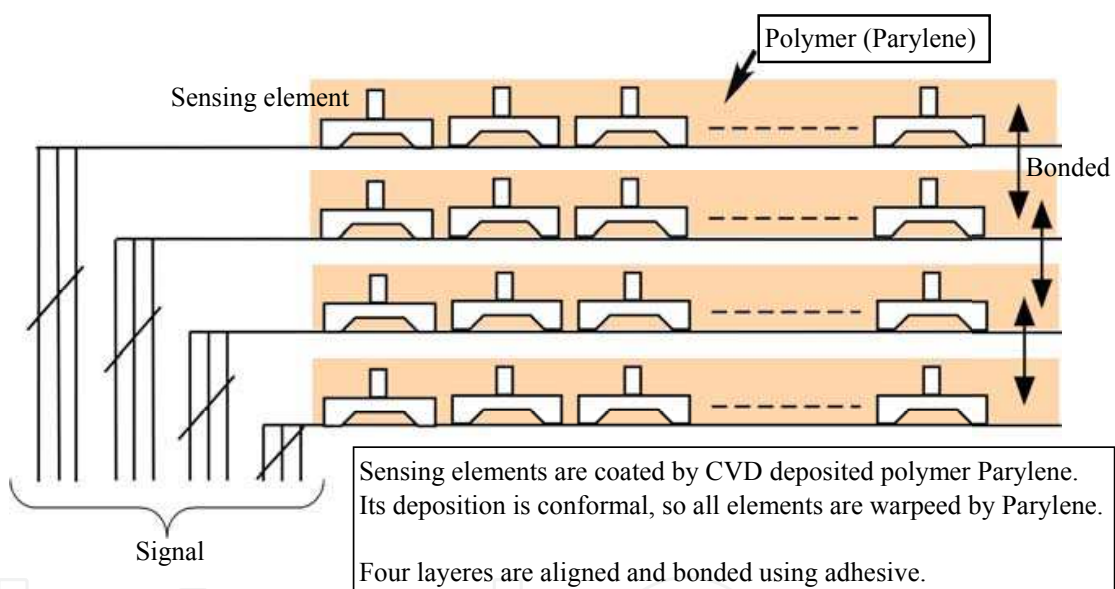 Polymer (Parylene)
Sensing element
Bonded
Signal
Sensing elements are coated by CVD deposited polymer Parylene.
Its deposition is conformal, so all elements are warpeed by Parylene.
Four layeres are aligned and bonded using adhesive.